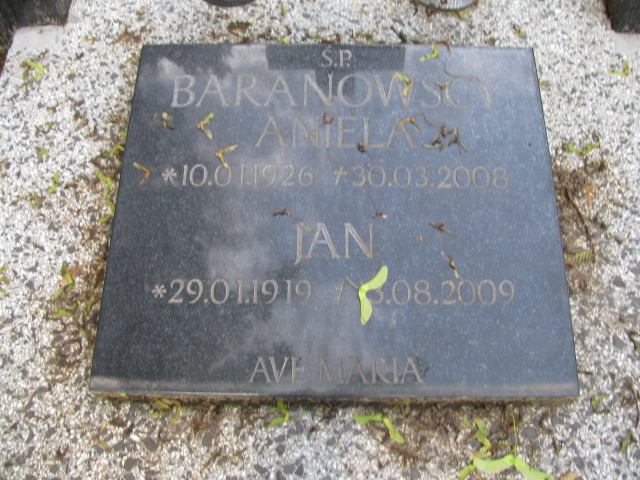 Ś.P.
BARANOWSCY
ANIELA
*10.01.1926 +30.03.2008
JAN
*29.01.1919
AVE MARIA